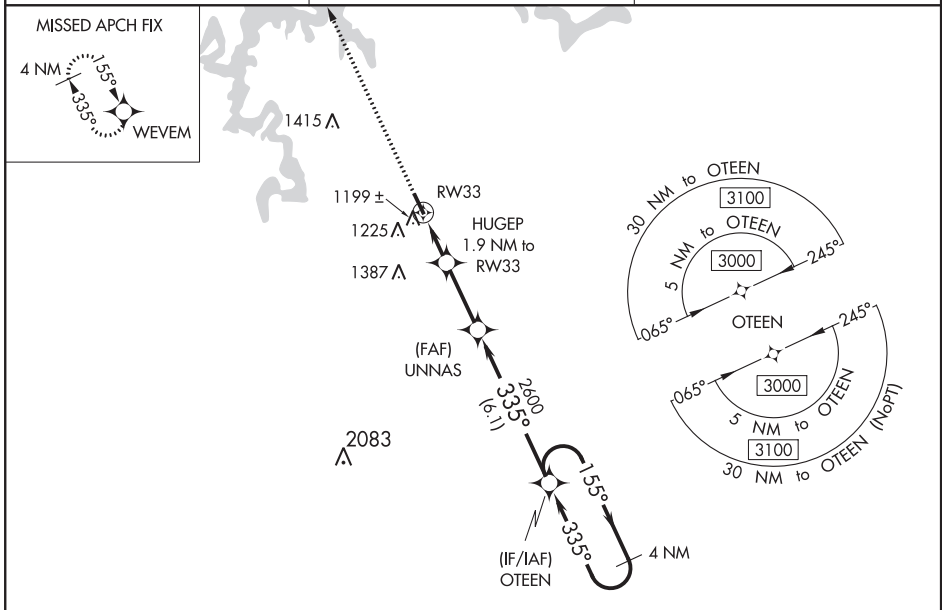 MISSED APCH FIX
4 NM
155°
335°
WEVEM
1415
1199 ±
RW33
1225
HUGEP
1.9 NM to
RW33
1387
(FAF)
UNNAS
2600
335°
(6.1)
2083
155°
335°
4 NM
(IF/IAF)
OTEEN
30 NM to OTEEN
3100
5 NM to OTEEN
3000
245°
065°
OTEEN
245°
065°
3000
5 NM to OTEEN
3100
30 NM to OTEEN (NoPT)